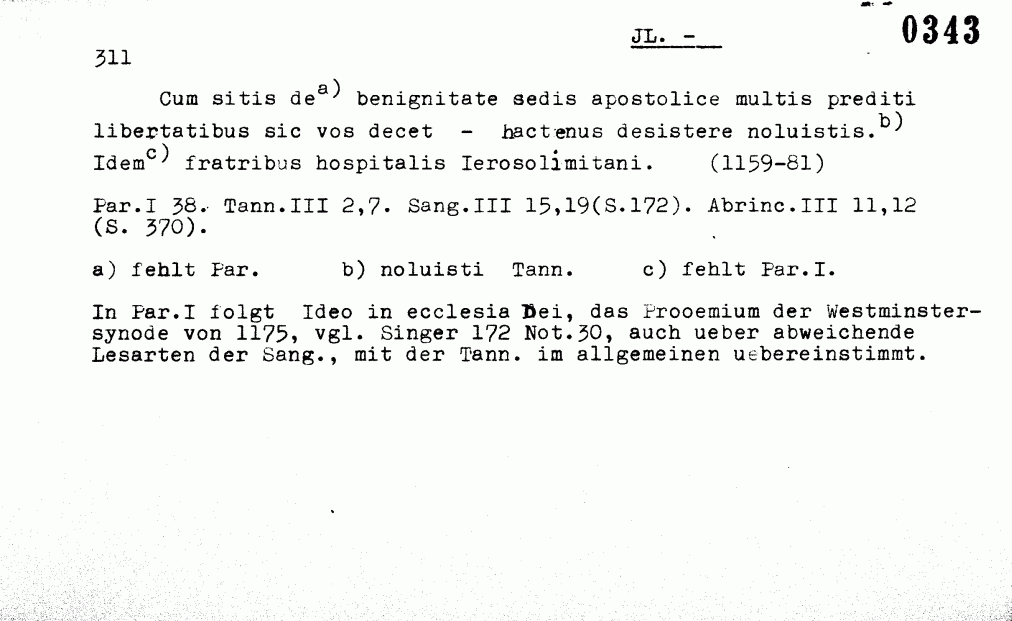 JL. -
0343
311
Cum sitis de a) benignitate sedis apostolice multis prediti
libertatibus sic vos decet - hactenus desistere noluistis. b)
Idem c) fratribus hospitalis Ierosolimitani. (1159-81)
Par.I 38. Tann.III 2,7. Sang.III 15,19(S.172). Abrinc.III 11,12
(S. 370).
a) fehlt Par. b) noluisti Tann. c) fehlt Par.I.
In Par.I folgt Ideo in ecclesia Dei, das Prooemium der Westminster-
synode von 1175, vgl. Singer 172 Not.30, auch ueber abweichende
Lesarten der Sang., mit der Tann. im allgemeinen uebereinstimmt.